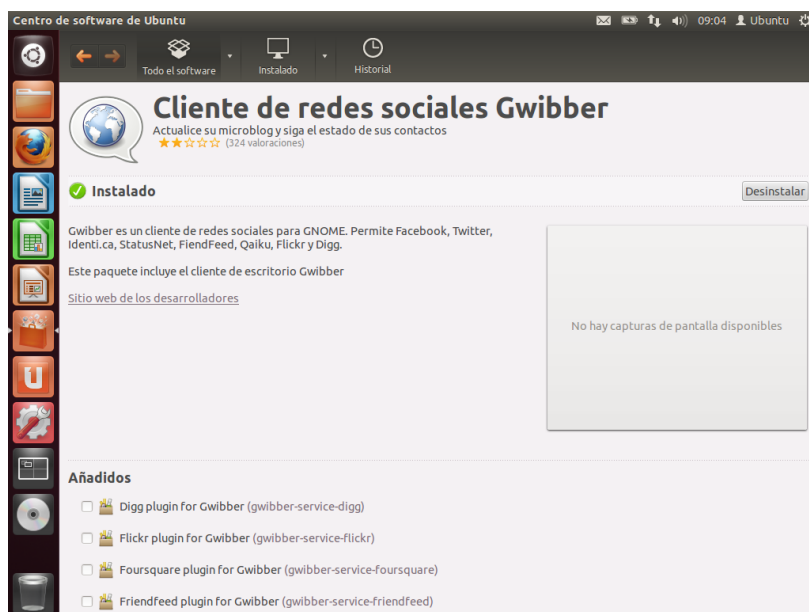 Centro de software de Ubuntu
09:04 Ubuntu
Todo el software
Instalado
Historial
Cliente de redes sociales Gwibber
Actualice su microblog y siga el estado de sus contactos
(324 valoraciones)
Instalado
Desinstalar
Gwibber es un cliente de redes sociales para GNOME. Permite Facebook, Twitter,
Identi.ca, StatusNet, FiendFeed, Qaiku, Flickr y Digg.
Este paquete incluye el cliente de escritorio Gwibber
Sitio web de los desarrolladores
No hay capturas de pantalla disponibles
Añadidos
Digg plugin for Gwibber (gwibber-service-digg)
Flickr plugin for Gwibber (gwibber-service-flickr)
Foursquare plugin for Gwibber (gwibber-service-foursquare)
Friendfeed plugin for Gwibber (gwibber-service-friendfeed)